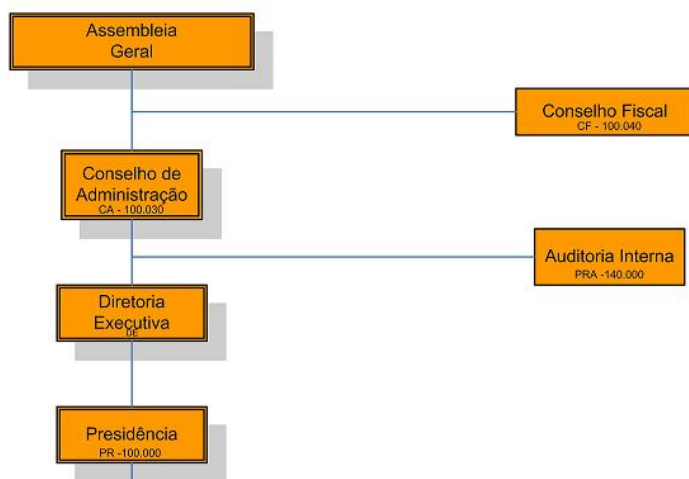 Assembleia
Geral
Conselho Fiscal
CF - 100.040
Conselho de
Administração
CA - 100.030
Auditoria Interna
PRA -140.000
Diretoria
Executiva
DE
Presidência
PR -100.000